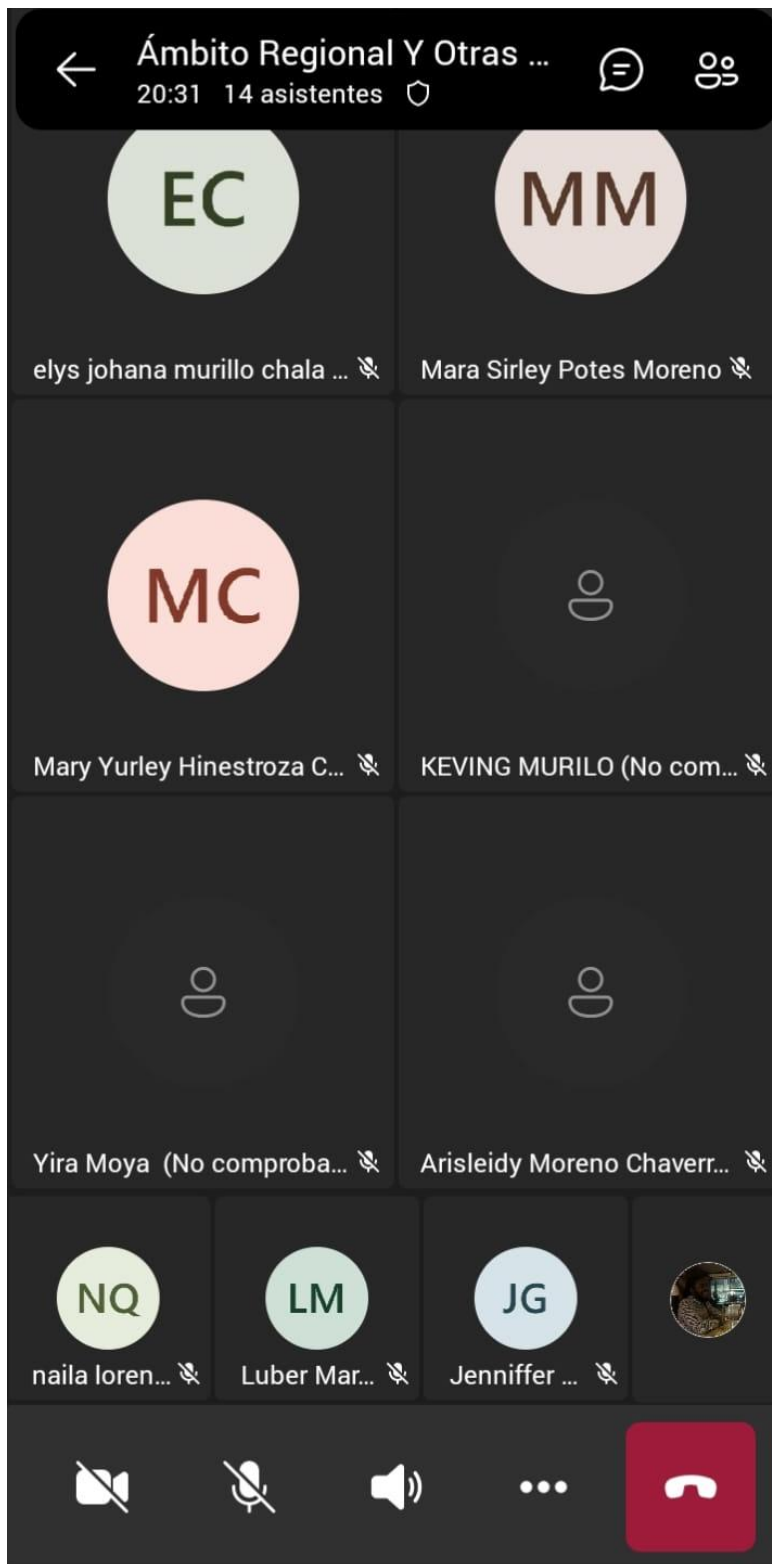 Ámbito Regional Y Otras ...
20:31 14 asistentes
EC
MM
elys johana murillo chala ...
Mara Sirley Potes Moreno
MC
Mary Yurley Hinestroza C...
KEVING MURILO (No com...
Yira Moya (No comproba...
Arisleidy Moreno Chaverr...
NQ
LM
JG
naila loren...
Luber Mar...
Jenniffer ...